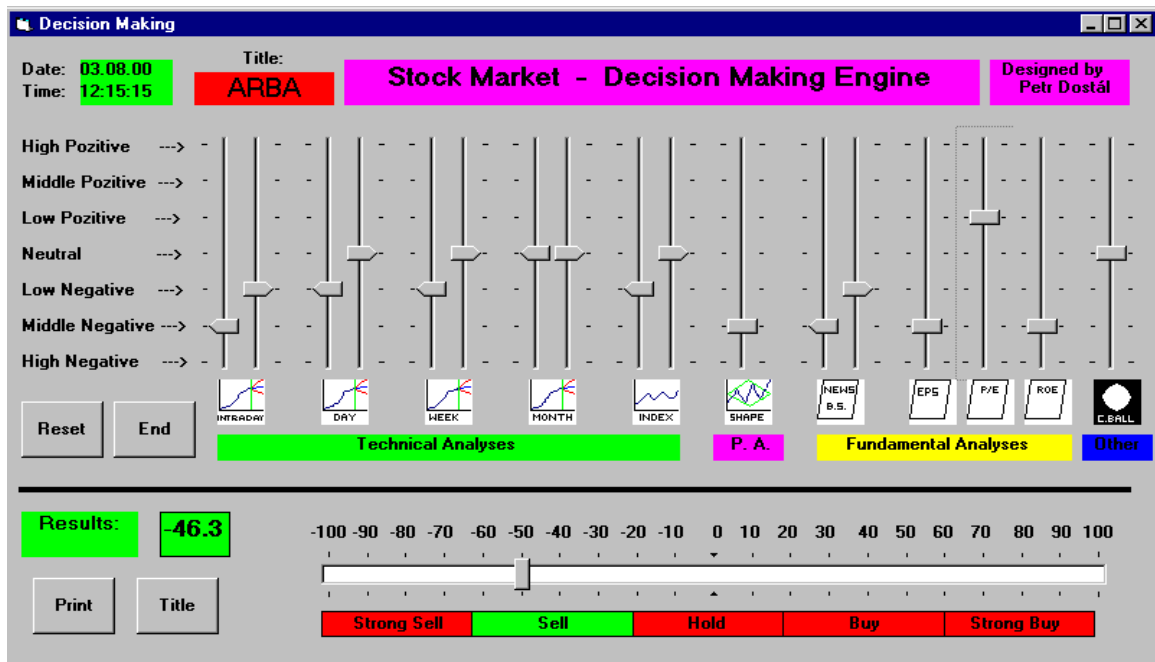 Decision Making
Date: 03.08.00
Time: 12:15:15
Title:
ARBA
Stock Market - Decision Making Engine
Designed by
Petr Dostál
High Pozitive --->
Middle Pozitive --->
Low Pozitive --->
Neutral --->
Low Negative --->
Middle Negative --->
High Negative --->
INTRADAY DAY WEEK MONTH INDEX SHAPE NEWS B.S. EPS P/E ROE C.BALL
Reset End
Technical Analyses P. A. Fundamental Analyses Other
Results: -46.3
-100 -90 -80 -70 -60 -50 -40 -30 -20 -10 0 10 20 30 40 50 60 70 80 90 100
Print Title
Strong Sell Sell Hold Buy Strong Buy